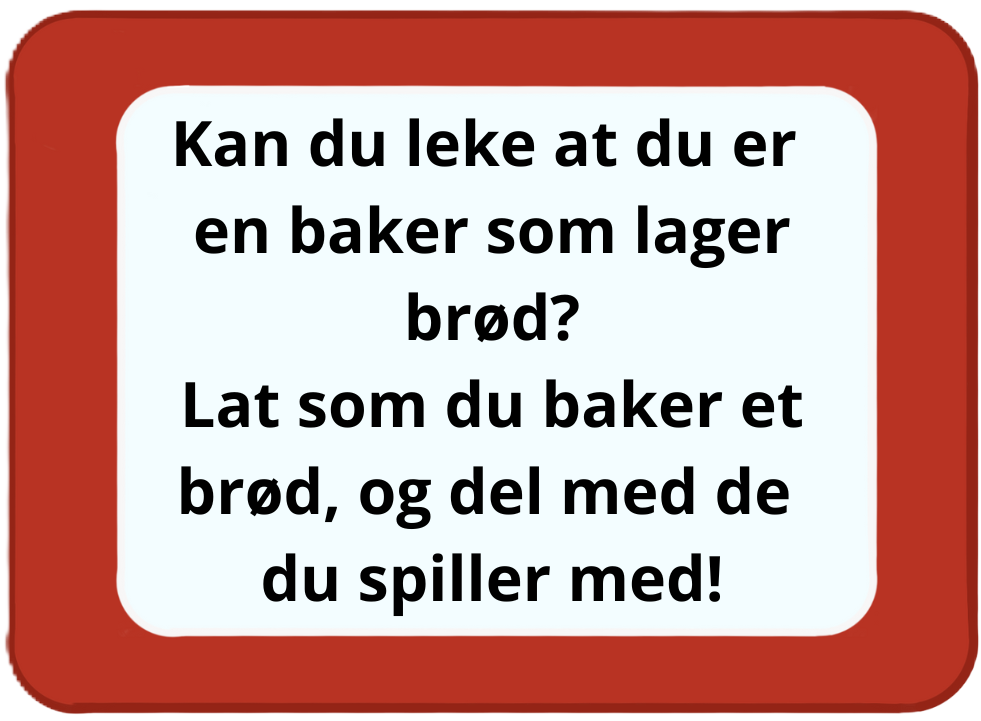 Kan du leke at du er
en baker som lager
brød?
Lat som du baker et
brød, og del med de
du spiller med!